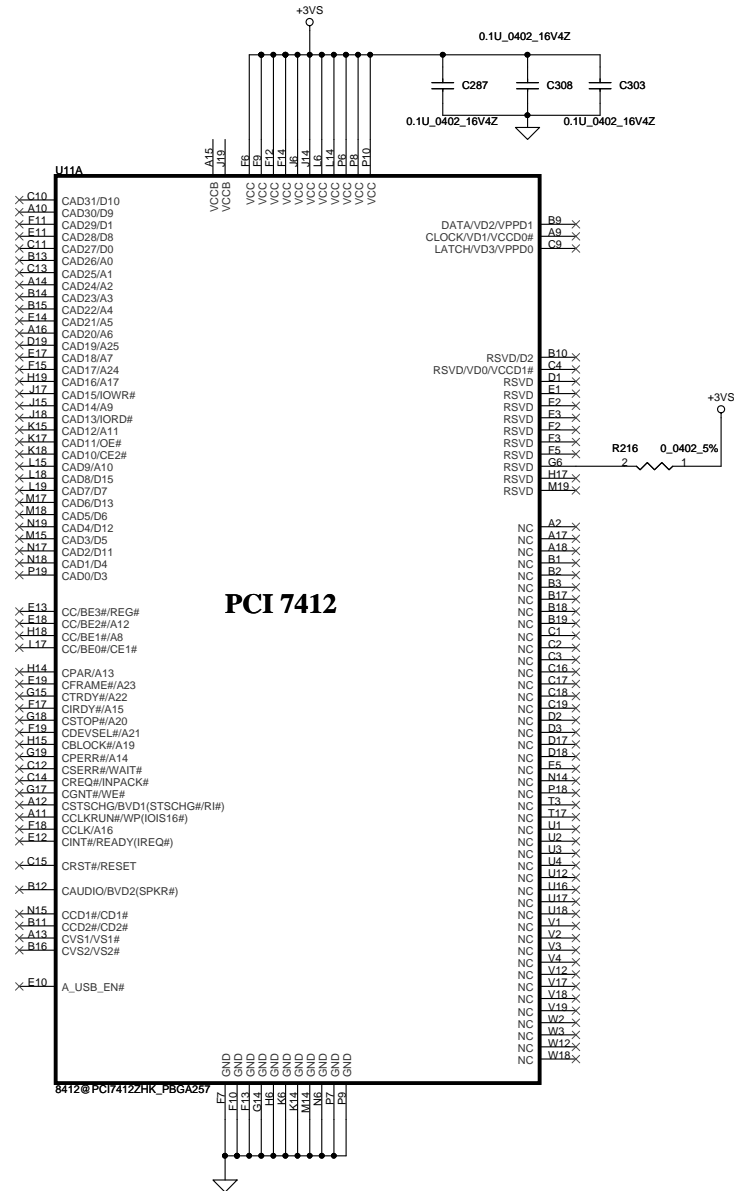 +3VS
0.1U_0402_16V4Z
C287
C308
C303
0.1U_0402_16V4Z
0.1U_0402_16V4Z
U11A
A15 VCCB
J19 VCCB
F6 VCC
F9 VCC
F12 VCC
F14 VCC
J6 VCC
J14 VCC
L6 VCC
L14 VCC
P6 VCC
P8 VCC
P10 VCC
C10 CAD31/D10
A10 CAD30/D9
F11 CAD29/D1
E11 CAD28/D8
C11 CAD27/D0
B13 CAD26/A0
C13 CAD25/A1
A14 CAD24/A2
B14 CAD23/A3
B15 CAD22/A4
E14 CAD21/A5
A16 CAD20/A6
D19 CAD19/A25
E17 CAD18/A7
F15 CAD17/A24
H19 CAD16/A17
J17 CAD15/IOWR#
J15 CAD14/A9
J18 CAD13/IORD#
K15 CAD12/A11
K17 CAD11/OE#
K18 CAD10/CE2#
L15 CAD9/A10
L18 CAD8/D15
L19 CAD7/D7
M17 CAD6/D13
M18 CAD5/D6
N19 CAD4/D12
M15 CAD3/D5
N17 CAD2/D11
N18 CAD1/D4
P19 CAD0/D3
E13 CC/BE3#/REG#
E18 CC/BE2#/A12
H18 CC/BE1#/A8
L17 CC/BE0#/CE1#
H14 CPAR/A13
E19 CFRAME#/A23
G15 CTRDY#/A22
F17 CIRDY#/A15
G18 CSTOP#/A20
F19 CDEVSEL#/A21
H15 CBLOCK#/A19
G19 CPERR#/A14
C12 CSERR#/WAIT#
C14 CREQ#/INPACK#
G17 CGNT#/WE#
A12 CSTSCHG/BVD1(STSCHG#/RI#)
A11 CCLKRUN#/WP(IOIS16#)
F18 CCLK/A16
E12 CINT#/READY(IREQ#)
C15 CRST#/RESET
B12 CAUDIO/BVD2(SPKR#)
N15 CCD1#/CD1#
B11 CCD2#/CD2#
A13 CVS1/VS1#
B16 CVS2/VS2#
E10 A_USB_EN#
PCI 7412
DATA/VD2/VPPD1 B9
CLOCK/VD1/VCCD0# A9
LATCH/VD3/VPPD0 C9
RSVD/D2 B10
RSVD/VD0/VCCD1# C4
RSVD D1
RSVD E1
RSVD E2
RSVD E3
RSVD F2
RSVD F3
RSVD F5
RSVD G6
RSVD H17
RSVD M19
R216
0_0402_5%
2
1
+3VS
NC A2
NC A17
NC A18
NC B1
NC B2
NC B3
NC B17
NC B18
NC B19
NC C1
NC C2
NC C3
NC C16
NC C17
NC C18
NC C19
NC D2
NC D3
NC D17
NC D18
NC E5
NC N14
NC P18
NC T3
NC T17
NC U1
NC U2
NC U3
NC U4
NC U12
NC U16
NC U17
NC U18
NC V1
NC V2
NC V3
NC V4
NC V12
NC V17
NC V18
NC V19
NC W2
NC W3
NC W12
NC W18
GND F7
GND F10
GND F13
GND G14
GND H6
GND K6
GND K14
GND M14
GND N6
GND P7
GND P9
8412@PCI7412ZHK_PBGA257